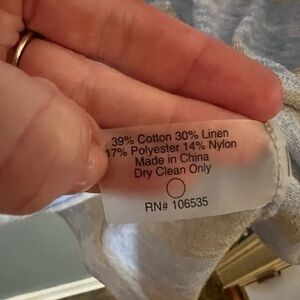 39% Cotton 30% Linen
17% Polyester 14% Nylon
Made in China
Dry Clean Only
RN# 106535